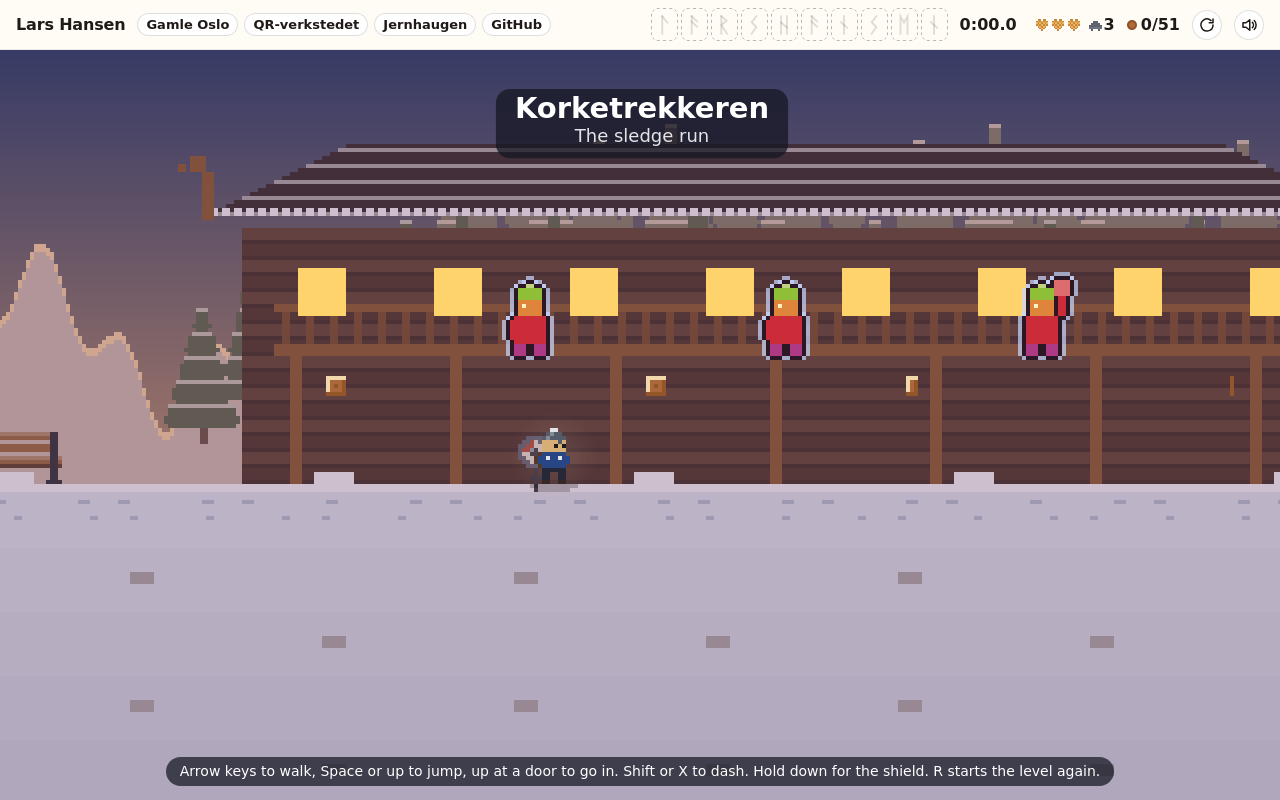 Lars Hansen
Gamle Oslo
QR-verkstedet
Jernhaugen
GitHub
ᛚ ᚨ ᚱ ᛊ ᚺ ᚨ ᚾ ᛊ ᛖ ᚾ
0:00.0
3
0/51
Korketrekkeren
The sledge run
Arrow keys to walk, Space or up to jump, up at a door to go in. Shift or X to dash. Hold down for the shield. R starts the level again.